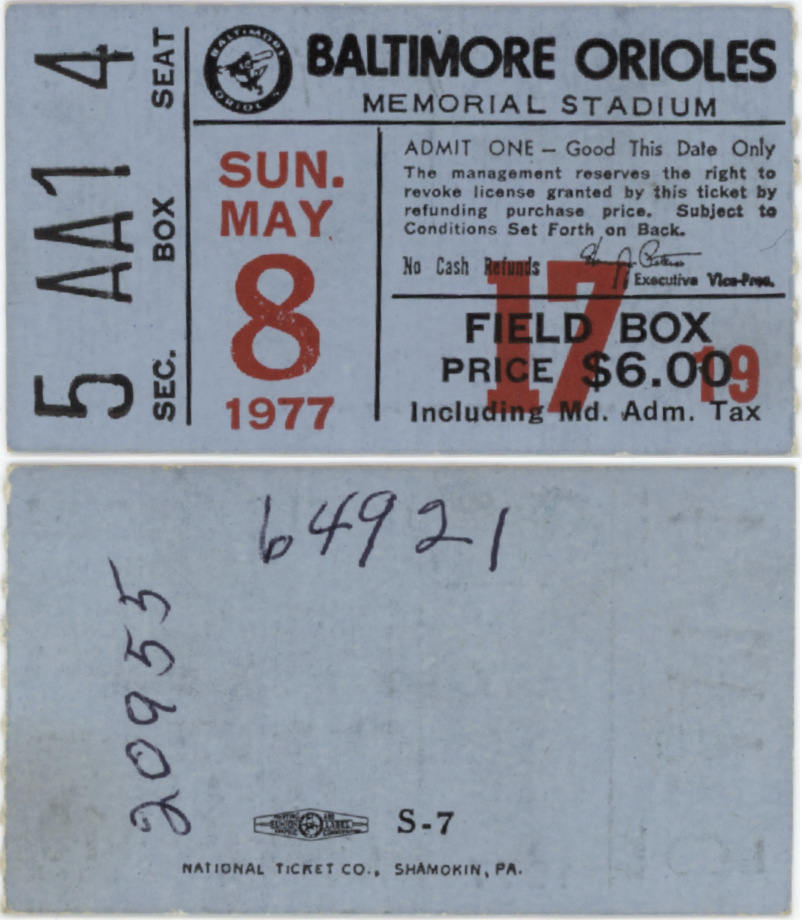 5 AA1 4
SEC. BOX SEAT
BALTIMORE
ORIOLES
BALTIMORE ORIOLES
MEMORIAL STADIUM
SUN.
MAY
8
1977
ADMIT ONE — Good This Date Only
The management reserves the right to
revoke license granted by this ticket by
refunding purchase price. Subject to
Conditions Set Forth on Back.
No Cash Refunds
Executive Vice-Pres.
17
FIELD BOX
PRICE $6.00
19
Including Md. Adm. Tax
64921
20955
S-7
NATIONAL TICKET CO., SHAMOKIN, PA.